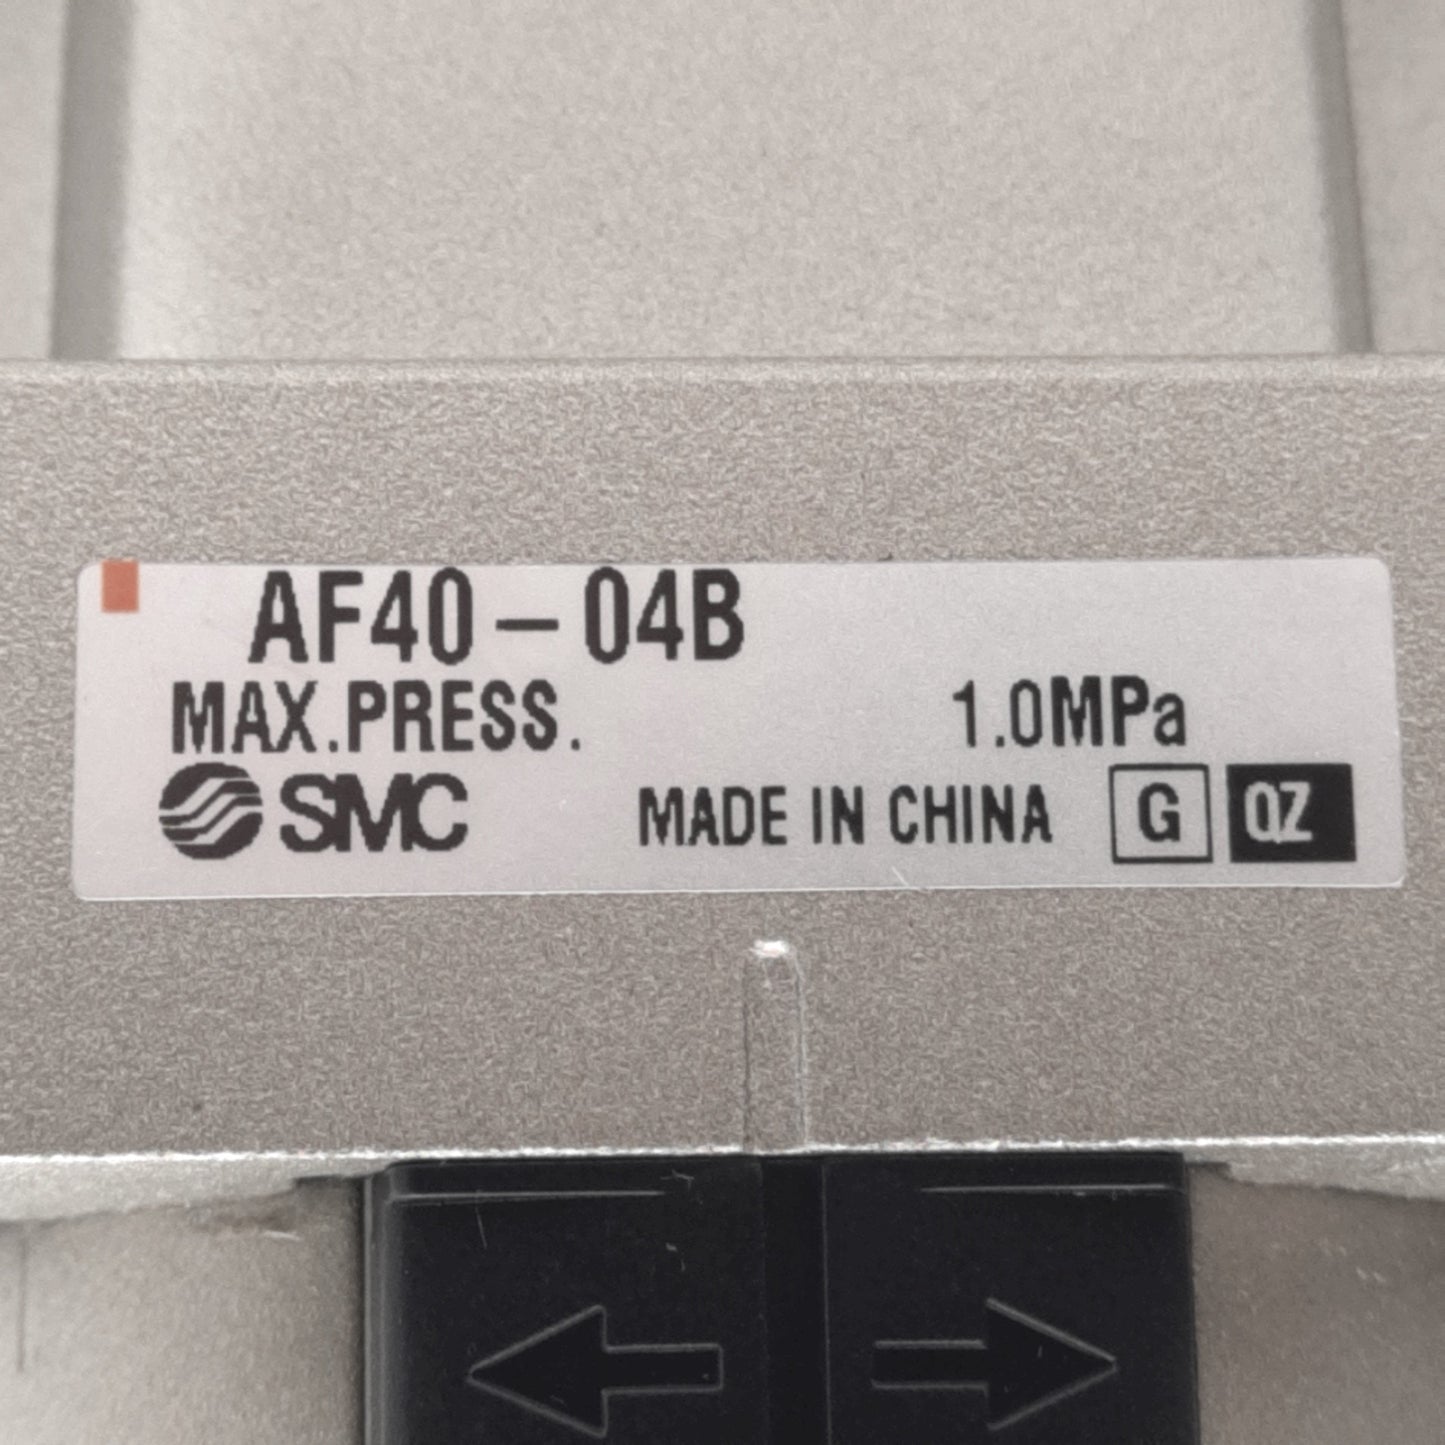 AF40-04B
MAX.PRESS. 1.0MPa
SMC MADE IN CHINA G QZ